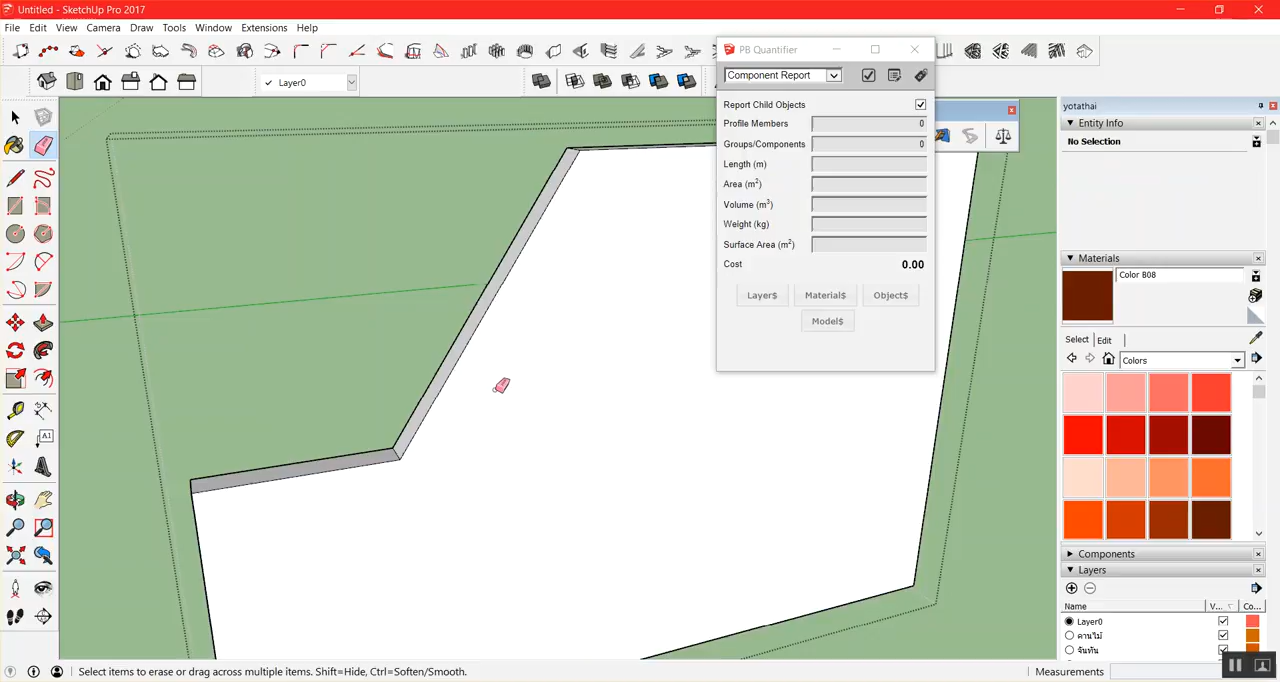 Untitled - SketchUp Pro 2017
File Edit View Camera Draw Tools Window Extensions Help
Layer0
PB Quantifier
Component Report
Report Child Objects
Profile Members 0
Groups/Components 0
Length (m)
Area (m²)
Volume (m³)
Weight (kg)
Surface Area (m²)
Cost 0.00
Layer$ Material$ Object$
Model$
yotathai
Entity Info
No Selection
Materials
Color B08
Select Edit
Colors
Components
Layers
Name V... Co...
Layer0
คานไม้
จันทัน
A1
Select items to erase or drag across multiple items. Shift=Hide, Ctrl=Soften/Smooth.
Measurements